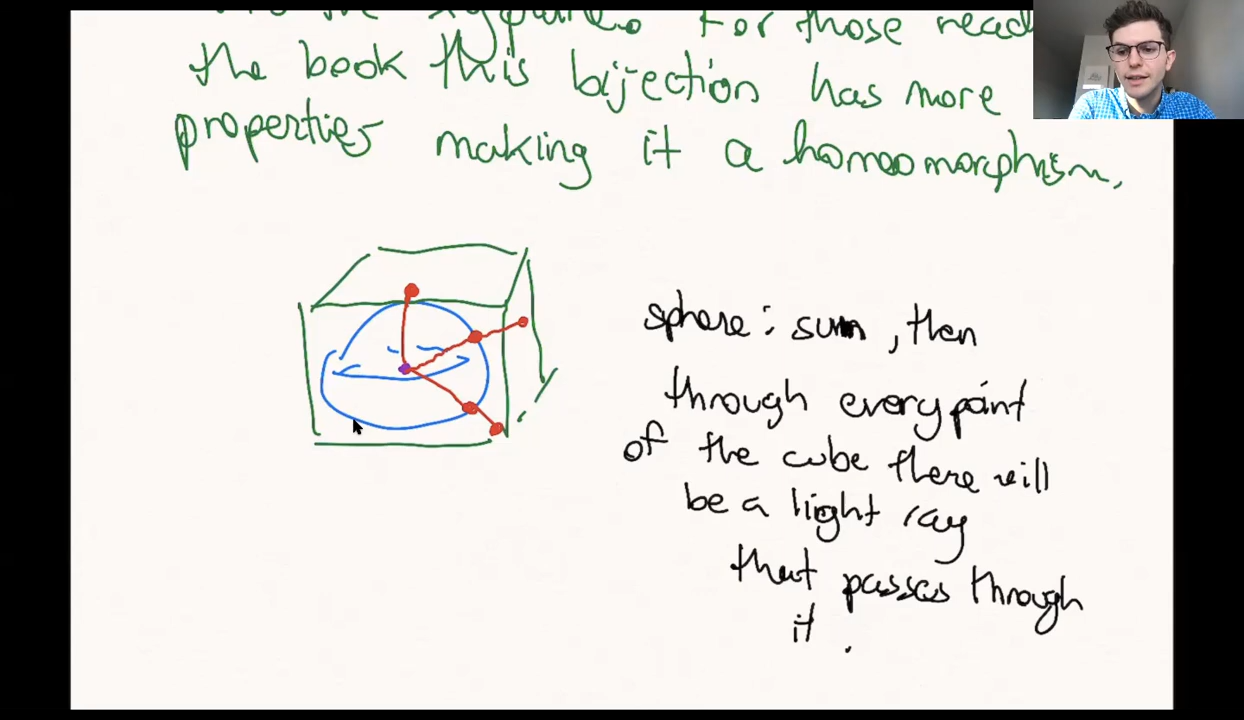 For those read
the book this bijection has more
properties making it a homeomorphism.
sphere: sun, then
through every point
of the cube there will
be a light ray
that passes through
it.